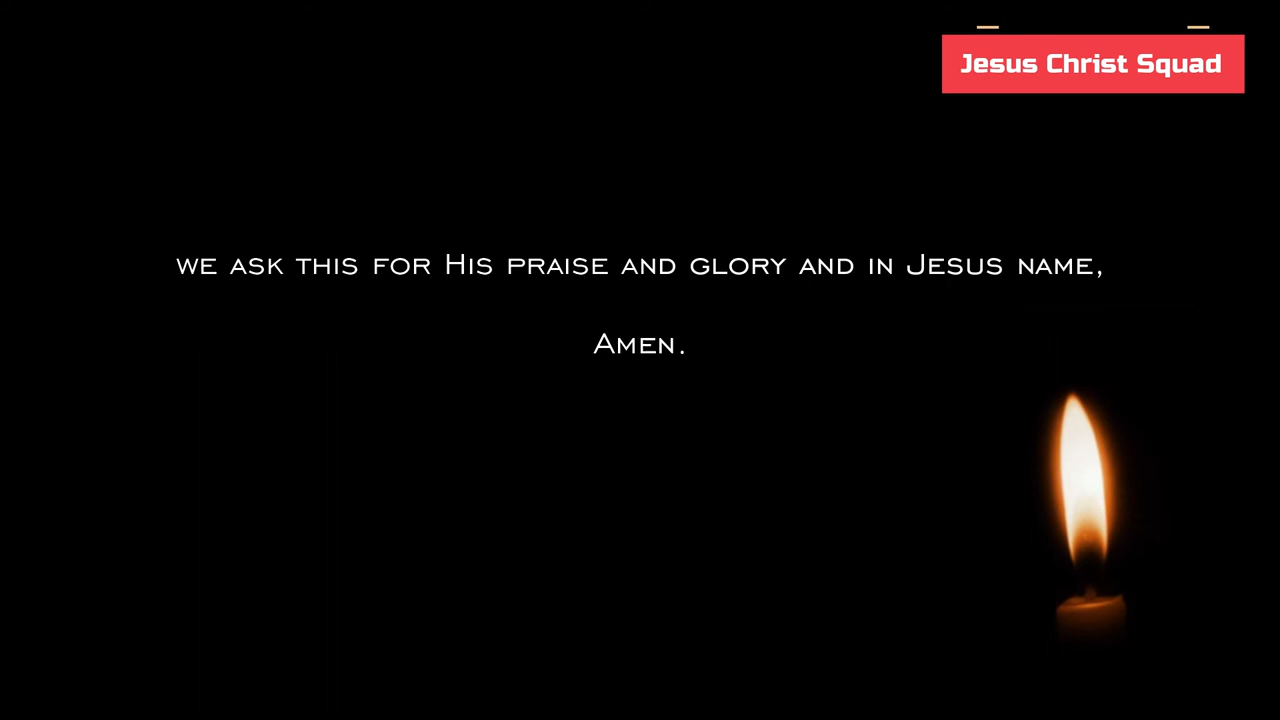 Jesus Christ Squad
we ask this for His praise and glory and in Jesus name,
Amen.